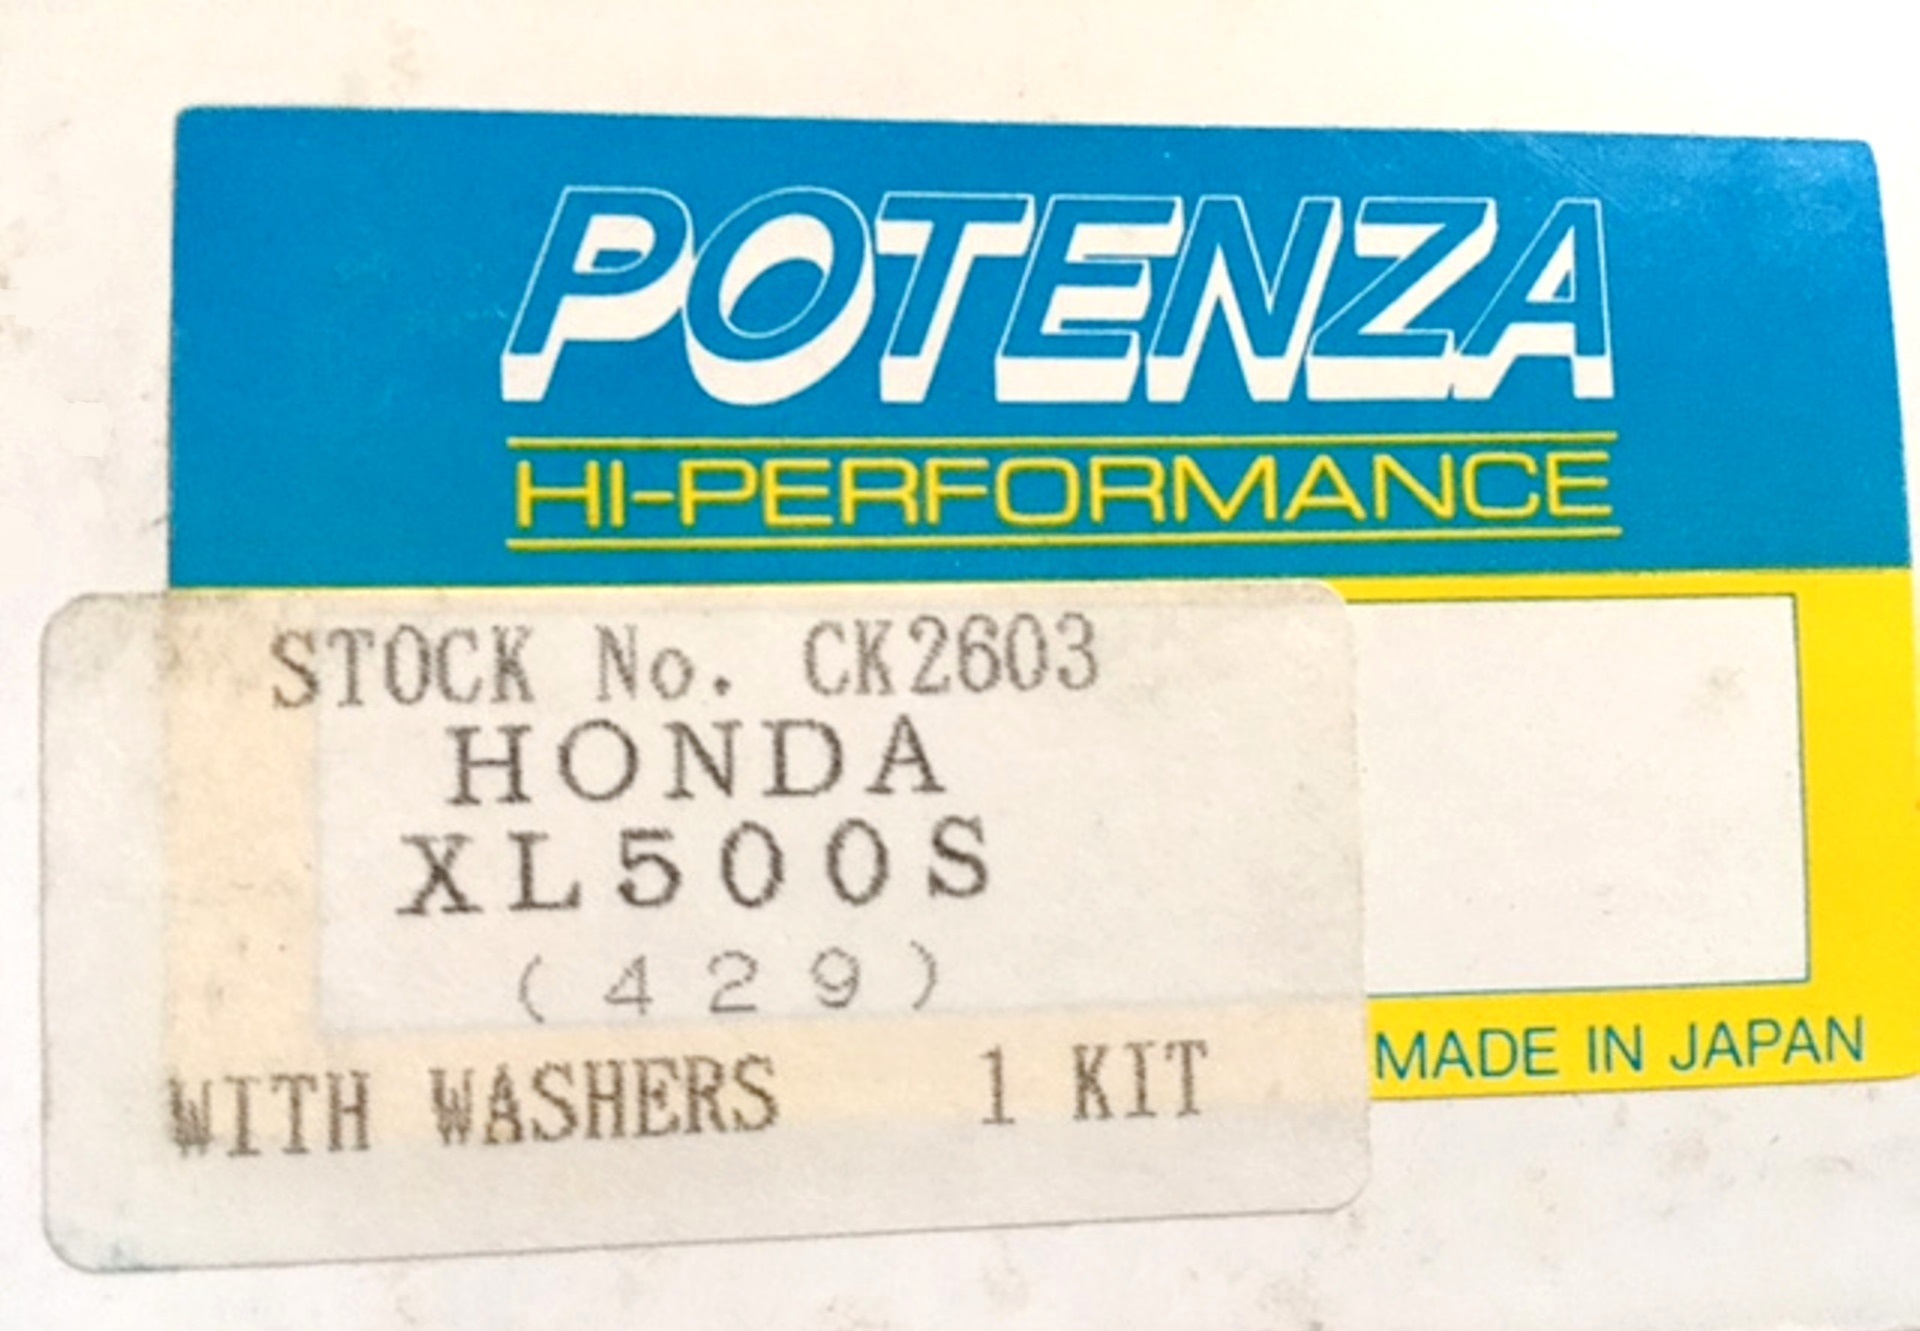 POTENZA
HI-PERFORMANCE
STOCK No. CK2603
HONDA
XL500S
(429)
WITH WASHERS 1 KIT
MADE IN JAPAN